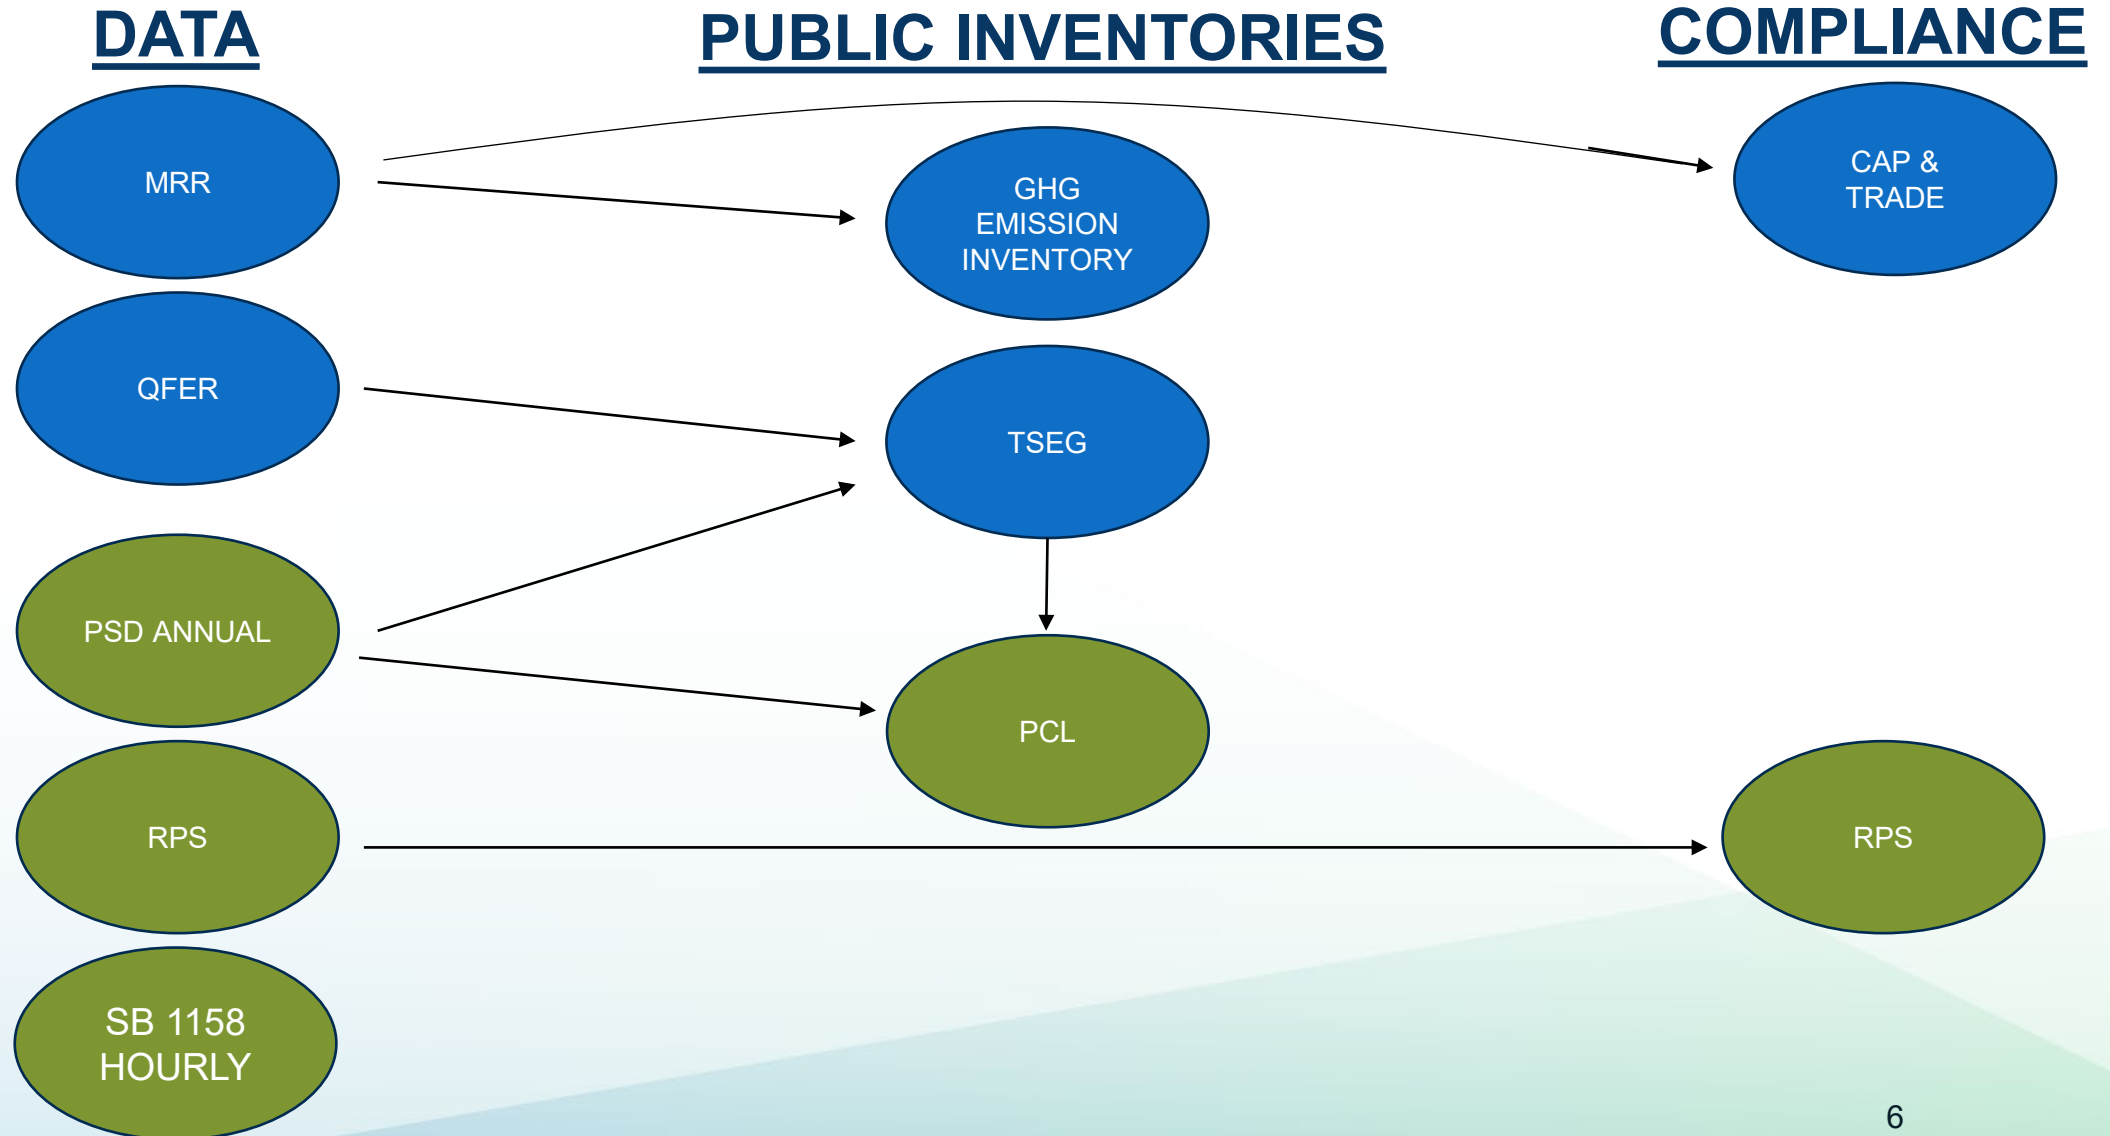 DATA
PUBLIC INVENTORIES
COMPLIANCE
MRR
GHG
EMISSION
INVENTORY
CAP &
TRADE
QFER
TSEG
PSD ANNUAL
PCL
RPS
RPS
SB 1158
HOURLY
6